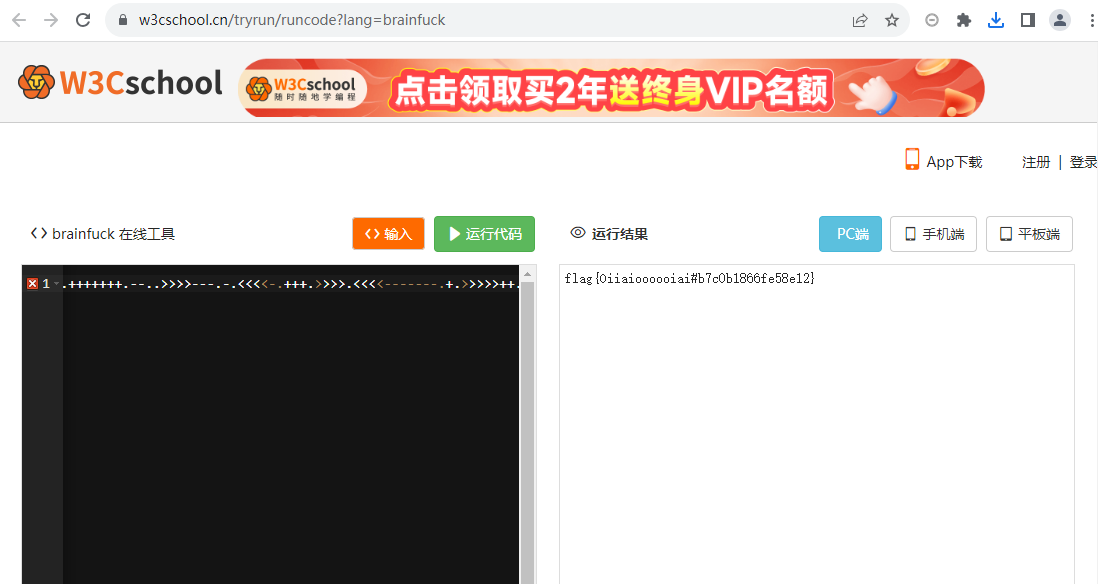 w3cschool.cn/tryrun/runcode?lang=brainfuck
W3Cschool
W3Cschool
随时随地学编程
点击领取买2年送终身VIP名额
App下载
注册 | 登录
<> brainfuck 在线工具
<> 输入
运行代码
运行结果
PC端
手机端
平板端
1
.+++++++.--..>>>>---.-.<<<<-.+++.>>>>.<<<<-------.+.>>>>>++.
flag{0iiaioooooiai#b7c0b1866fe58e12}